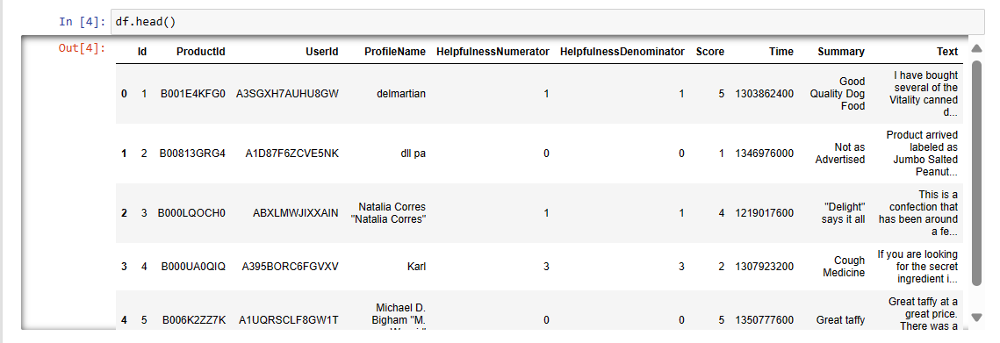 In [4]: df.head()
Out[4]:
Id ProductId UserId ProfileName HelpfulnessNumerator HelpfulnessDenominator Score Time Summary Text
0 1 B001E4KFG0 A3SGXH7AUHU8GW delmartian 1 1 5 1303862400 Good Quality Dog Food I have bought several of the Vitality canned d...
1 2 B00813GRG4 A1D87F6ZCVE5NK dll pa 0 0 1 1346976000 Not as Advertised Product arrived labeled as Jumbo Salted Peanut...
2 3 B000LQOCH0 ABXLMWJIXXAIN Natalia Corres "Natalia Corres" 1 1 4 1219017600 "Delight" says it all This is a confection that has been around a fe...
3 4 B000UA0QIQ A395BORC6FGVXV Karl 3 3 2 1307923200 Cough Medicine If you are looking for the secret ingredient i...
4 5 B006K2ZZ7K A1UQRSCLF8GW1T Michael D. Bigham "M. 0 0 5 1350777600 Great taffy Great taffy at a great price. There was a